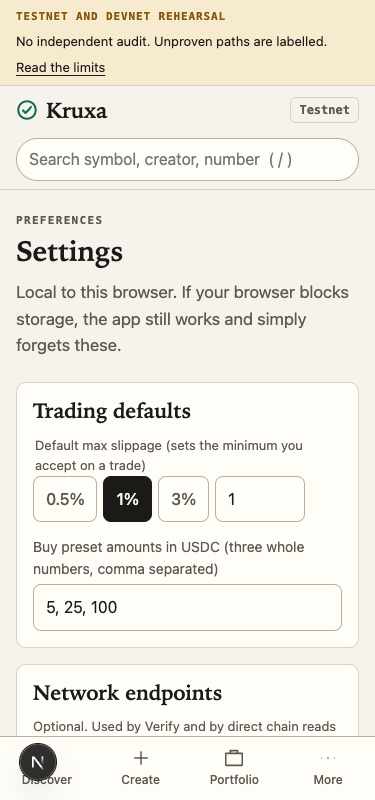 TESTNET AND DEVNET REHEARSAL
No independent audit. Unproven paths are labelled.
Read the limits
Kruxa
Testnet
Search symbol, creator, number ( / )
PREFERENCES
Settings
Local to this browser. If your browser blocks
storage, the app still works and simply
forgets these.
Trading defaults
Default max slippage (sets the minimum you
accept on a trade)
0.5% 1% 3% 1
Buy preset amounts in USDC (three whole
numbers, comma separated)
5, 25, 100
Network endpoints
Optional. Used by Verify and by direct chain reads
N
Discover Create Portfolio More